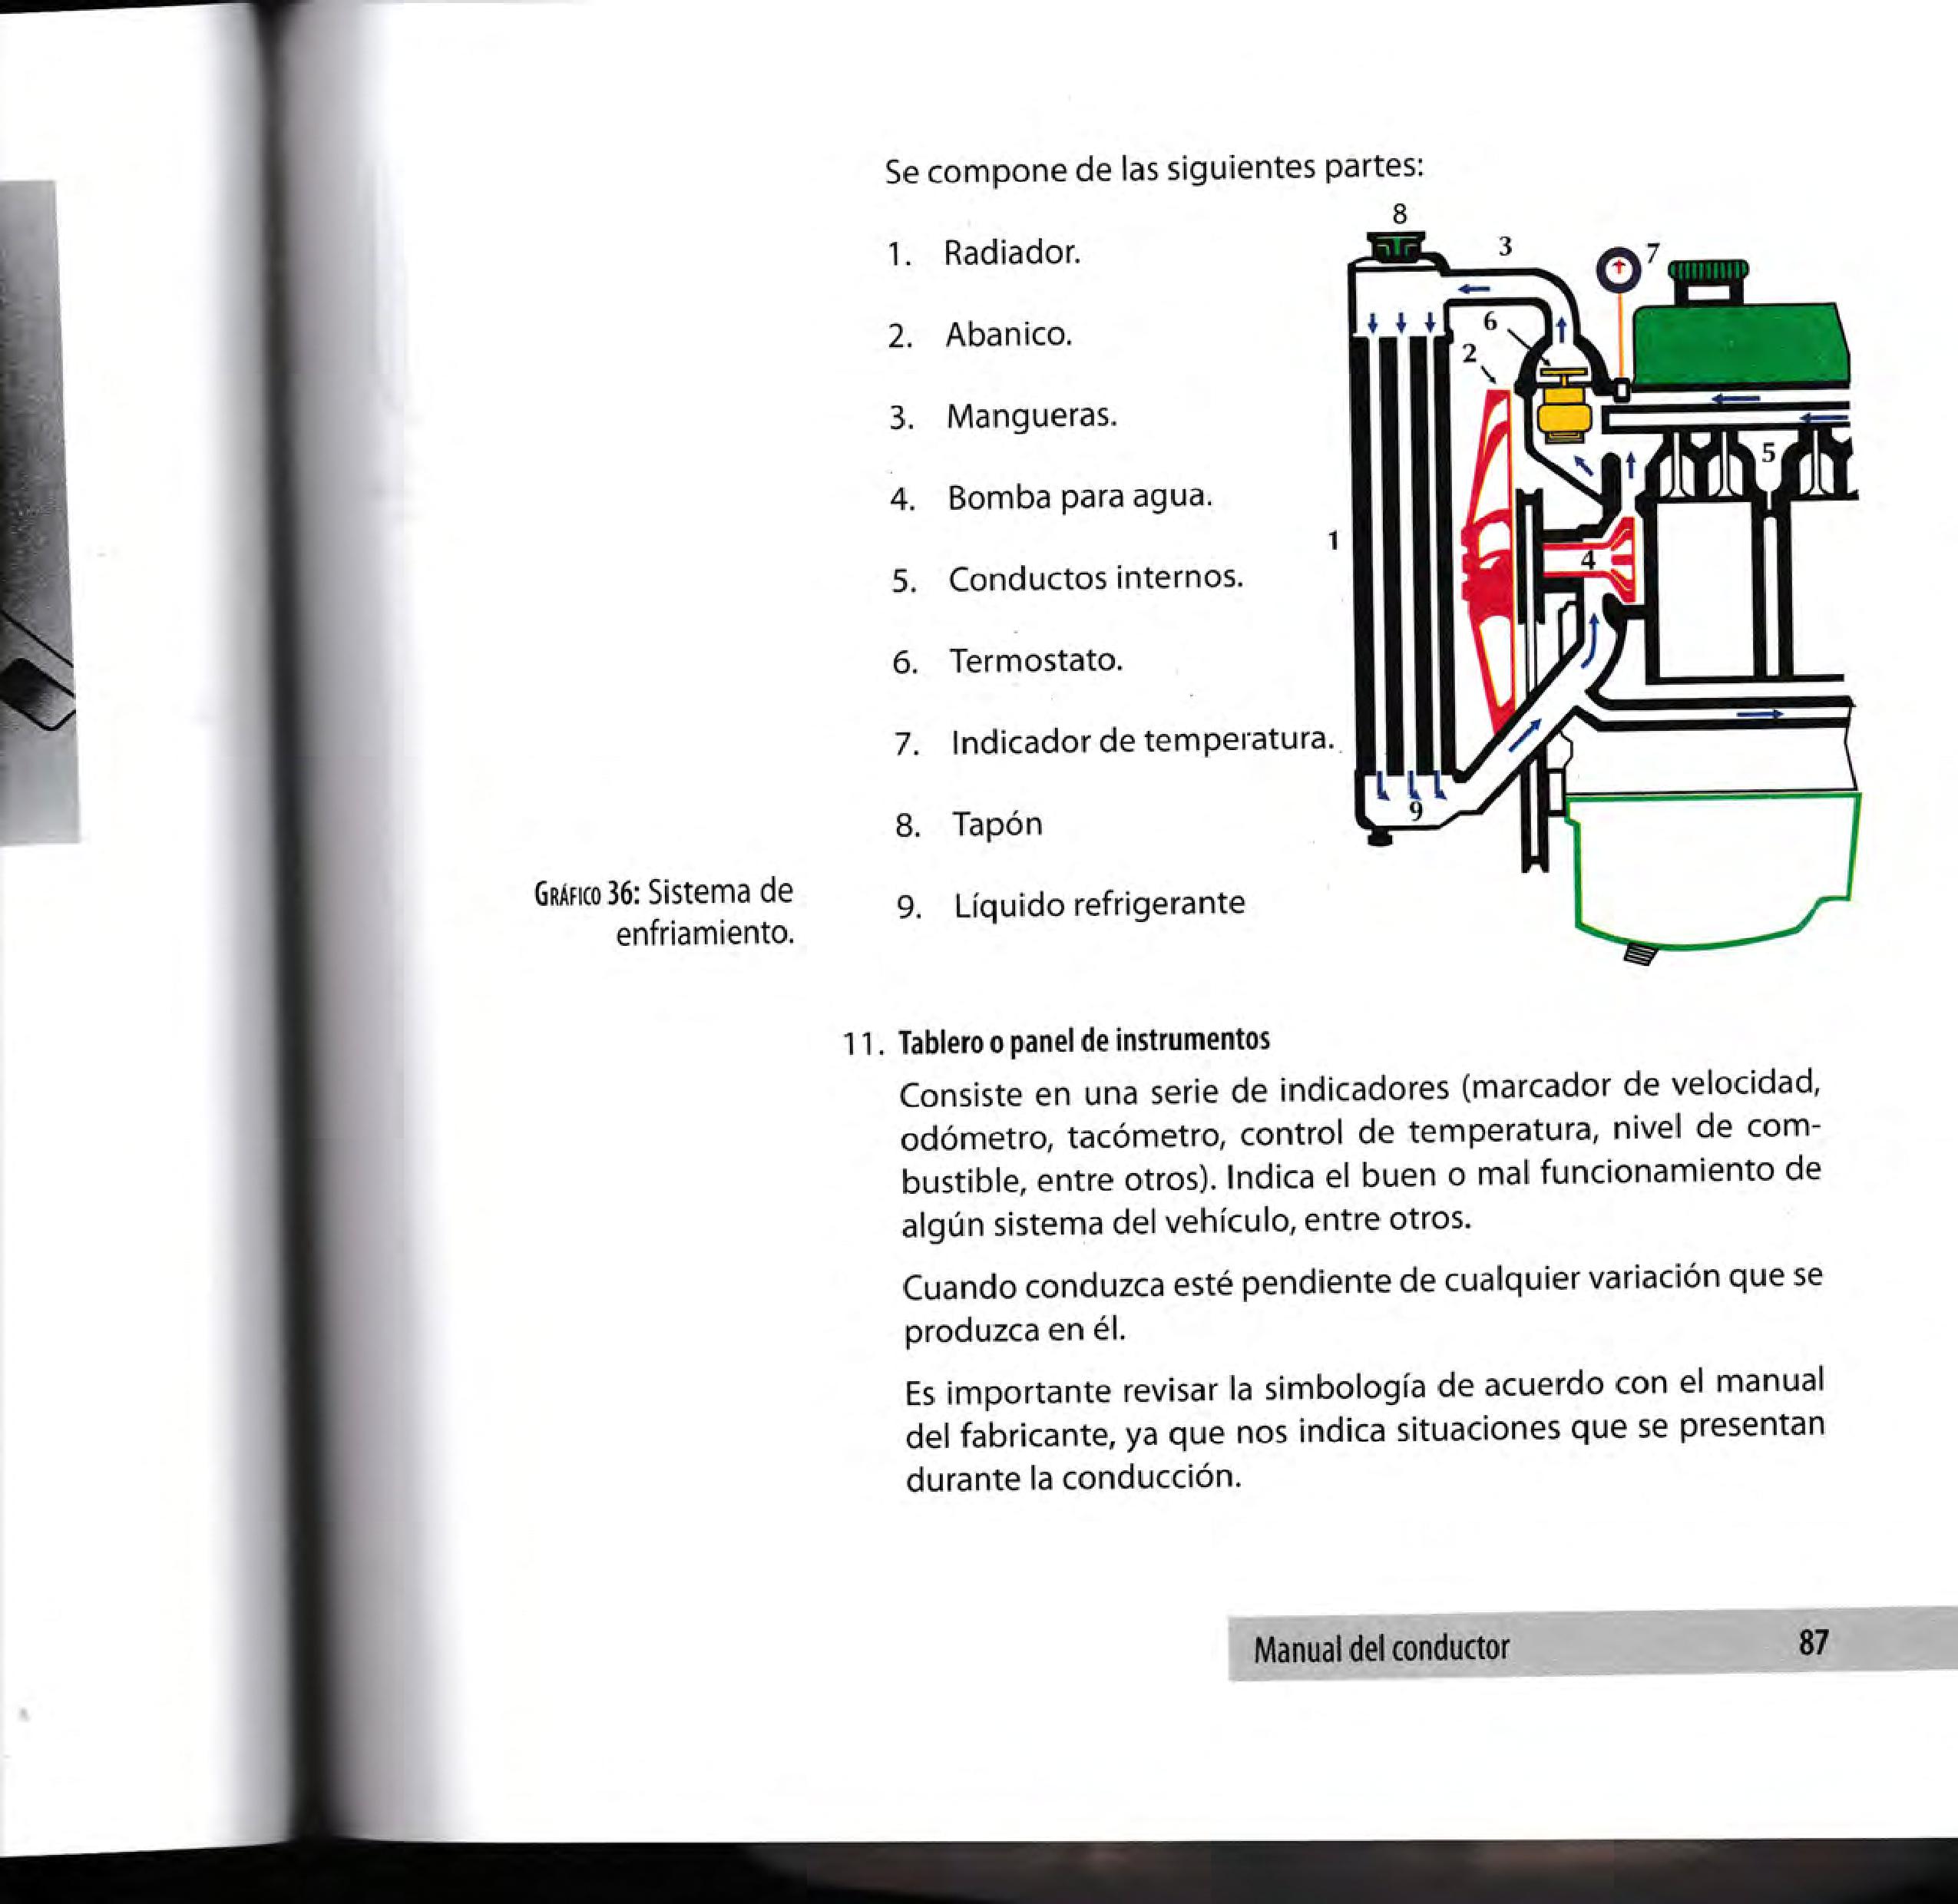 Se compone de las siguientes partes:
1. Radiador.
2. Abanico.
3. Mangueras.
4. Bomba para agua.
5. Conductos internos.
6. Termostato.
7. Indicador de temperatura.
8. Tapón
9. Líquido refrigerante
8
3
7
6
2
5
4
1
9
GRÁFICO 36: Sistema de
enfriamiento.
11. Tablero o panel de instrumentos
Consiste en una serie de indicadores (marcador de velocidad,
odómetro, tacómetro, control de temperatura, nivel de com-
bustible, entre otros). Indica el buen o mal funcionamiento de
algún sistema del vehículo, entre otros.
Cuando conduzca esté pendiente de cualquier variación que se
produzca en él.
Es importante revisar la simbología de acuerdo con el manual
del fabricante, ya que nos indica situaciones que se presentan
durante la conducción.
Manual del conductor 87